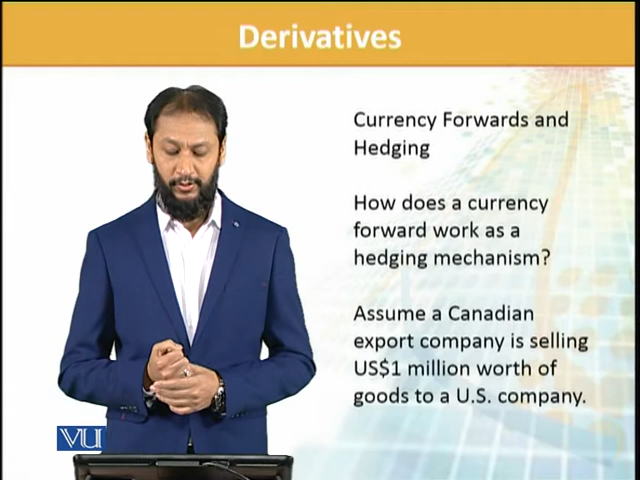 Derivatives
Currency Forwards and
Hedging
How does a currency
forward work as a
hedging mechanism?
Assume a Canadian
export company is selling
US$1 million worth of
goods to a U.S. company.
VU